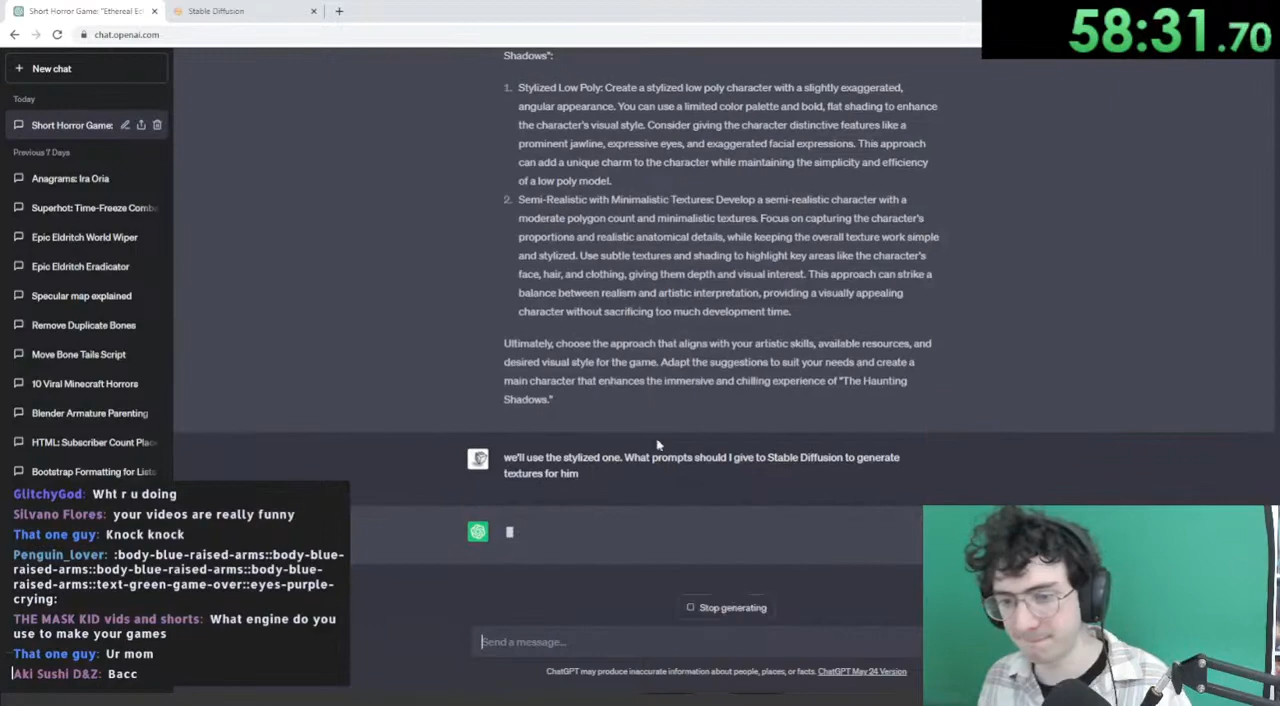 Short Horror Game: "Ethereal Ec
Stable Diffusion
58:31.70
chat.openai.com
New chat
Today
Short Horror Game:
Previous 7 Days
Anagrams: Ira Oria
Superhot: Time-Freeze Comb
Epic Eldritch World Wiper
Epic Eldritch Eradicator
Specular map explained
Remove Duplicate Bones
Move Bone Tails Script
10 Viral Minecraft Horrors
Blender Armature Parenting
HTML: Subscriber Count Plac
Bootstrap Formatting for Lists
Shadows":
1. Stylized Low Poly: Create a stylized low poly character with a slightly exaggerated,
angular appearance. You can use a limited color palette and bold, flat shading to enhance
the character's visual style. Consider giving the character distinctive features like a
prominent jawline, expressive eyes, and exaggerated facial expressions. This approach
can add a unique charm to the character while maintaining the simplicity and efficiency
of a low poly model.
2. Semi-Realistic with Minimalistic Textures: Develop a semi-realistic character with a
moderate polygon count and minimalistic textures. Focus on capturing the character's
proportions and realistic anatomical details, while keeping the overall texture work simple
and stylized. Use subtle textures and shading to highlight key areas like the character's
face, hair, and clothing, giving them depth and visual interest. This approach can strike a
balance between realism and artistic interpretation, providing a visually appealing
character without sacrificing too much development time.
Ultimately, choose the approach that aligns with your artistic skills, available resources, and
desired visual style for the game. Adapt the suggestions to suit your needs and create a
main character that enhances the immersive and chilling experience of "The Haunting
Shadows."
we'll use the stylized one. What prompts should I give to Stable Diffusion to generate
textures for him
Stop generating
Send a message...
ChatGPT may produce inaccurate information about people, places, or facts. ChatGPT May 24 Version
GlitchyGod: Wht r u doing
Silvano Flores: your videos are really funny
That one guy: Knock knock
Penguin_lover: :body-blue-raised-arms::body-blue-
raised-arms::body-blue-raised-arms::body-blue-
raised-arms::text-green-game-over::eyes-purple-
crying:
THE MASK KID vids and shorts: What engine do you
use to make your games
That one guy: Ur mom
Sushi D&Z: Bacc